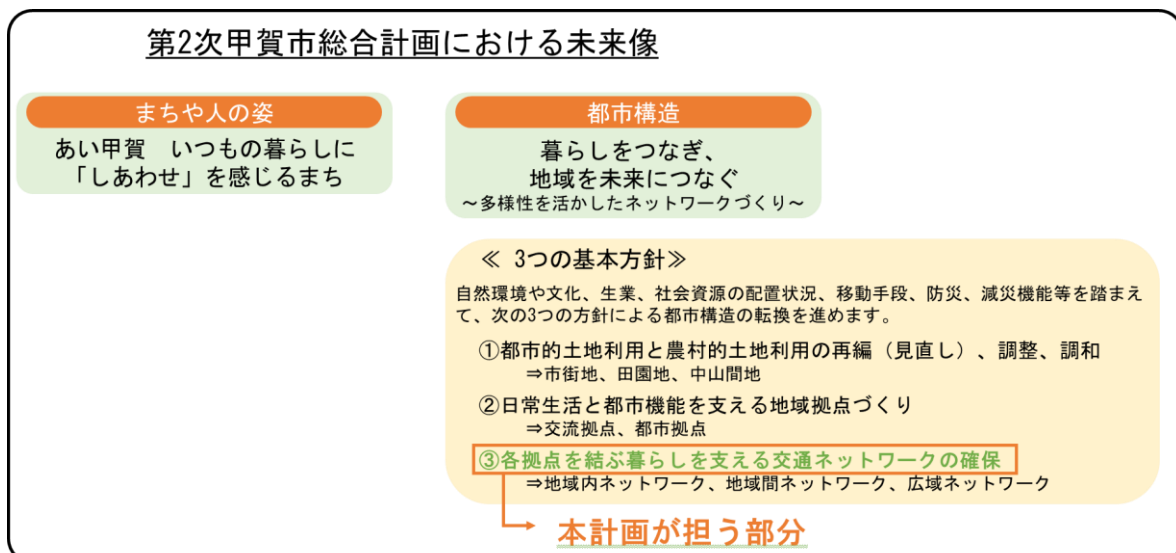 第2次甲賀市総合計画における未来像
まちや人の姿
あい甲賀　いつもの暮らしに
「しあわせ」を感じるまち
都市構造
暮らしをつなぎ、
地域を未来につなぐ
～多様性を活かしたネットワークづくり～
≪ 3つの基本方針≫
自然環境や文化、生業、社会資源の配置状況、移動手段、防災、減災機能等を踏まえ
て、次の3つの方針による都市構造の転換を進めます。
①都市的土地利用と農村的土地利用の再編（見直し）、調整、調和
⇒市街地、田園地、中山間地
②日常生活と都市機能を支える地域拠点づくり
⇒交流拠点、都市拠点
③各拠点を結ぶ暮らしを支える交通ネットワークの確保
⇒地域内ネットワーク、地域間ネットワーク、広域ネットワーク
本計画が担う部分